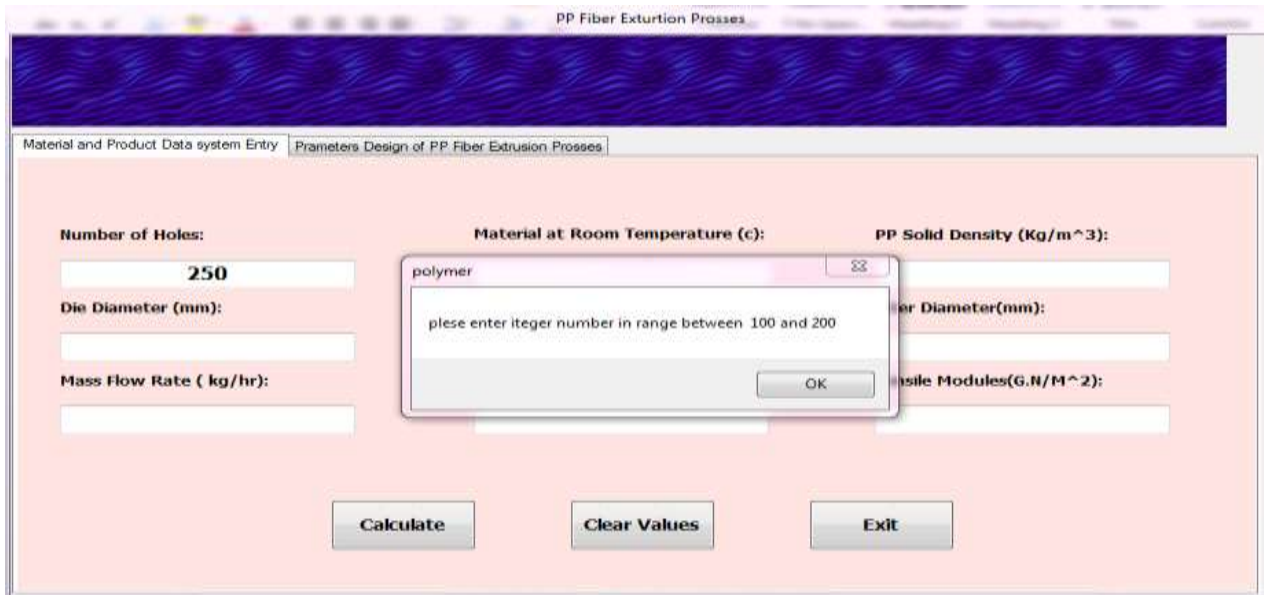 PP Fiber Exturtion Prosses
Material and Product Data system Entry
Prameters Design of PP Fiber Extrusion Prosses
Number of Holes:
Material at Room Temperature (c):
PP Solid Density (Kg/m^3):
250
Die Diameter (mm):
Diameter(mm):
Mass Flow Rate ( kg/hr):
Modules(G.N/M^2):
polymer
plese enter iteger number in range between 100 and 200
OK
Calculate
Clear Values
Exit